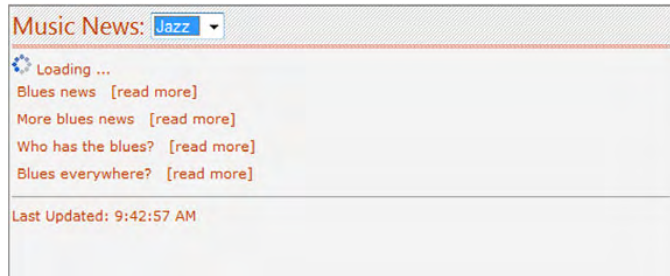 Music News: Jazz
Loading ...
Blues news [read more]
More blues news [read more]
Who has the blues? [read more]
Blues everywhere? [read more]
Last Updated: 9:42:57 AM